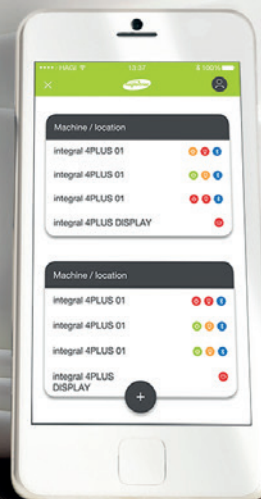 HAGI 13:37 100%
Machine / location
integral 4PLUS 01
integral 4PLUS 01
integral 4PLUS 01
integral 4PLUS DISPLAY
Machine / location
integral 4PLUS 01
integral 4PLUS 01
integral 4PLUS 01
integral 4PLUS
DISPLAY